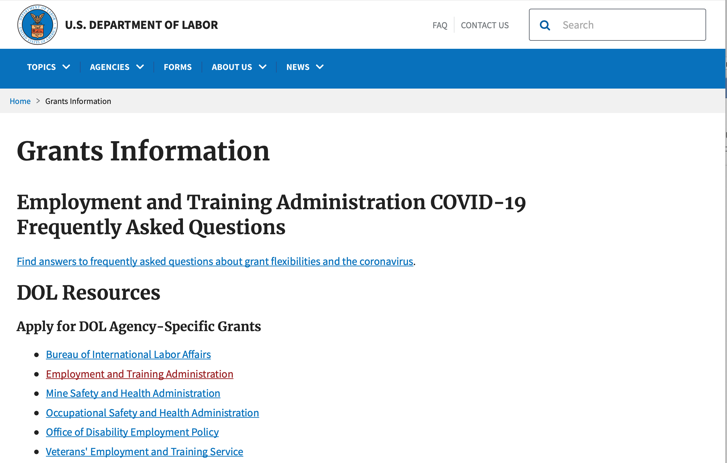 U.S. DEPARTMENT OF LABOR
FAQ
CONTACT US
Search
TOPICS
AGENCIES
FORMS
ABOUT US
NEWS
Home > Grants Information
Grants Information
Employment and Training Administration COVID-19
Frequently Asked Questions
Find answers to frequently asked questions about grant flexibilities and the coronavirus.
DOL Resources
Apply for DOL Agency-Specific Grants
Bureau of International Labor Affairs
Employment and Training Administration
Mine Safety and Health Administration
Occupational Safety and Health Administration
Office of Disability Employment Policy
Veterans' Employment and Training Service